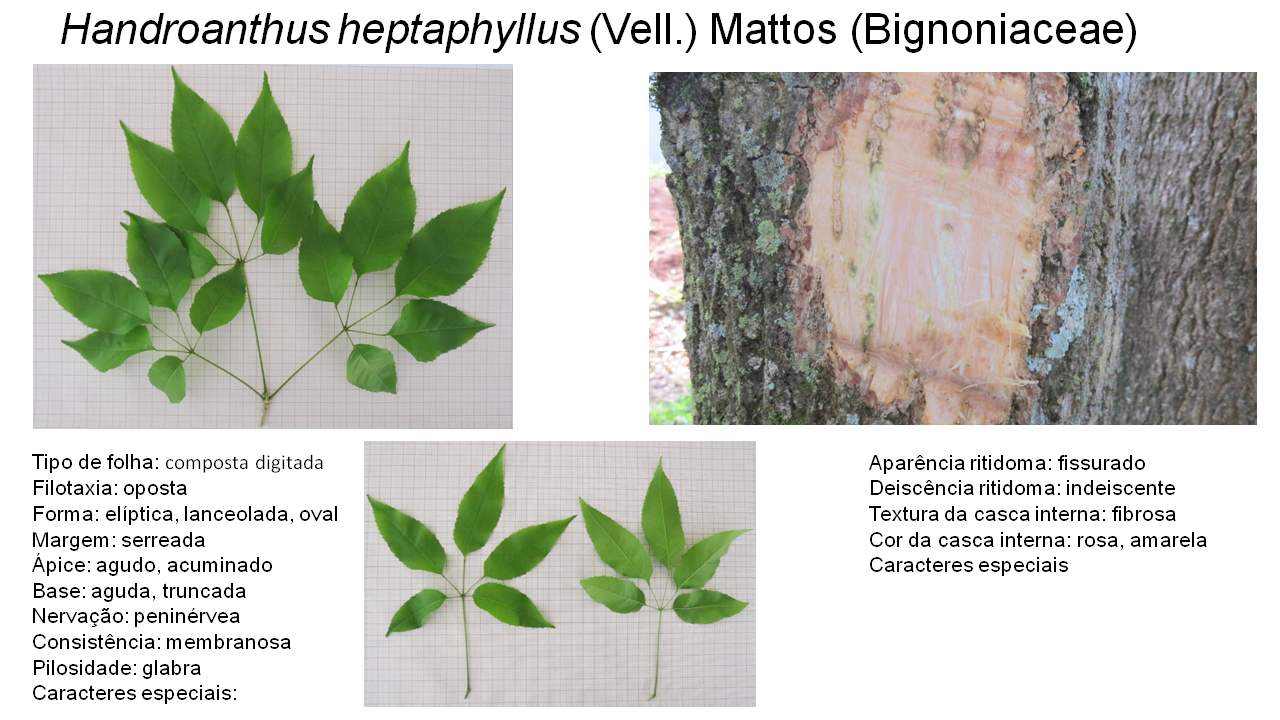 Handroanthus heptaphyllus (Vell.) Mattos (Bignoniaceae)
Tipo de folha: composta digitada
Filotaxia: oposta
Forma: elíptica, lanceolada, oval
Margem: serreada
Ápice: agudo, acuminado
Base: aguda, truncada
Nervação: peninérvea
Consistência: membranosa
Pilosidade: glabra
Caracteres especiais:
Aparência ritidoma: fissurado
Deiscência ritidoma: indeiscente
Textura da casca interna: fibrosa
Cor da casca interna: rosa, amarela
Caracteres especiais